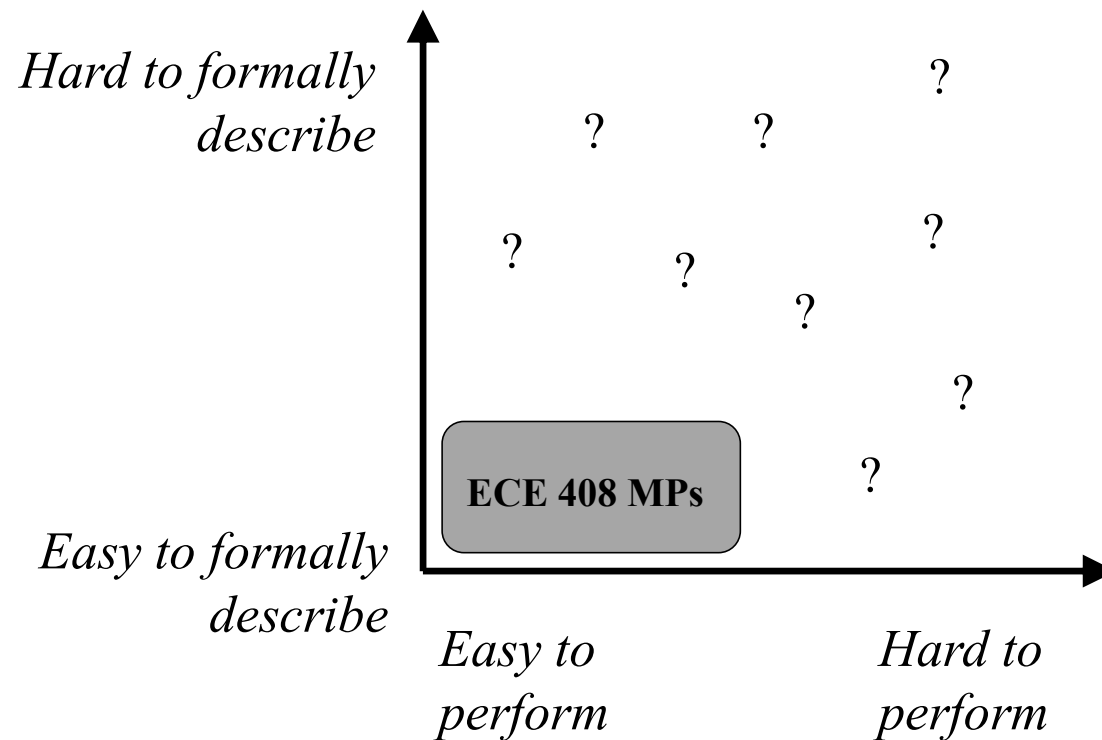 Hard to formally
describe
?
?
?
?
?
?
?
?
?
ECE 408 MPs
Easy to formally
describe
Easy to
perform
Hard to
perform